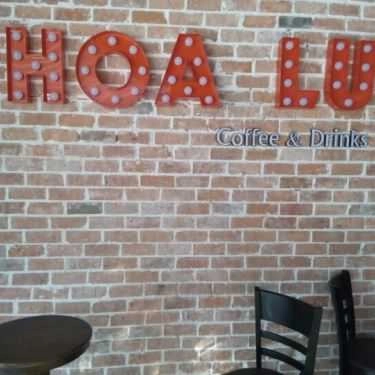 HOA LU
Coffee & Drinks